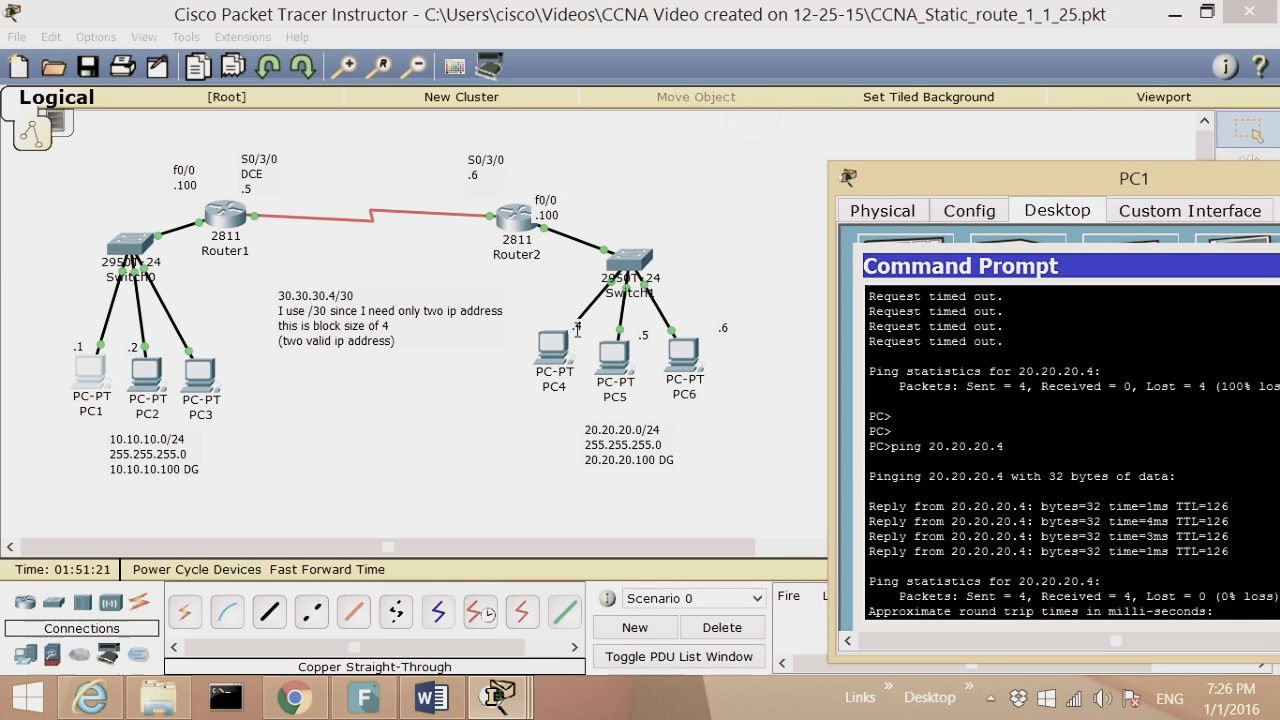 Cisco Packet Tracer Instructor - C:\Users\cisco\Videos\CCNA Video created on 12-25-15\CCNA_Static_route_1_1_25.pkt
File Edit Options View Tools Extensions Help
Logical [Root] New Cluster Move Object Set Tiled Background Viewport
f0/0
.100
S0/3/0
DCE
.5
S0/3/0
.6
f0/0
.100
2811
Router1
2811
Router2
2950T-24
Switch0
2950T-24
Switch1
30.30.30.4/30
I use /30 since I need only two ip address
this is block size of 4
(two valid ip address)
.1
.2
.4
.5
.6
PC-PT
PC1
PC-PT
PC2
PC-PT
PC3
PC-PT
PC4
PC-PT
PC5
PC-PT
PC6
10.10.10.0/24
255.255.255.0
10.10.10.100 DG
20.20.20.0/24
255.255.255.0
20.20.20.100 DG
PC1
Physical Config Desktop Custom Interface
Command Prompt
Request timed out.
Request timed out.
Request timed out.
Request timed out.
Ping statistics for 20.20.20.4:
Packets: Sent = 4, Received = 0, Lost = 4 (100% los
PC>
PC>
PC>ping 20.20.20.4
Pinging 20.20.20.4 with 32 bytes of data:
Reply from 20.20.20.4: bytes=32 time=1ms TTL=126
Reply from 20.20.20.4: bytes=32 time=4ms TTL=126
Reply from 20.20.20.4: bytes=32 time=3ms TTL=126
Reply from 20.20.20.4: bytes=32 time=1ms TTL=126
Ping statistics for 20.20.20.4:
Packets: Sent = 4, Received = 4, Lost = 0 (0% loss)
Approximate round trip times in milli-seconds:
Time: 01:51:21 Power Cycle Devices Fast Forward Time
Connections
Copper Straight-Through
Scenario 0
New Delete
Toggle PDU List Window
Fire L
Links Desktop ENG
7:26 PM
1/1/2016